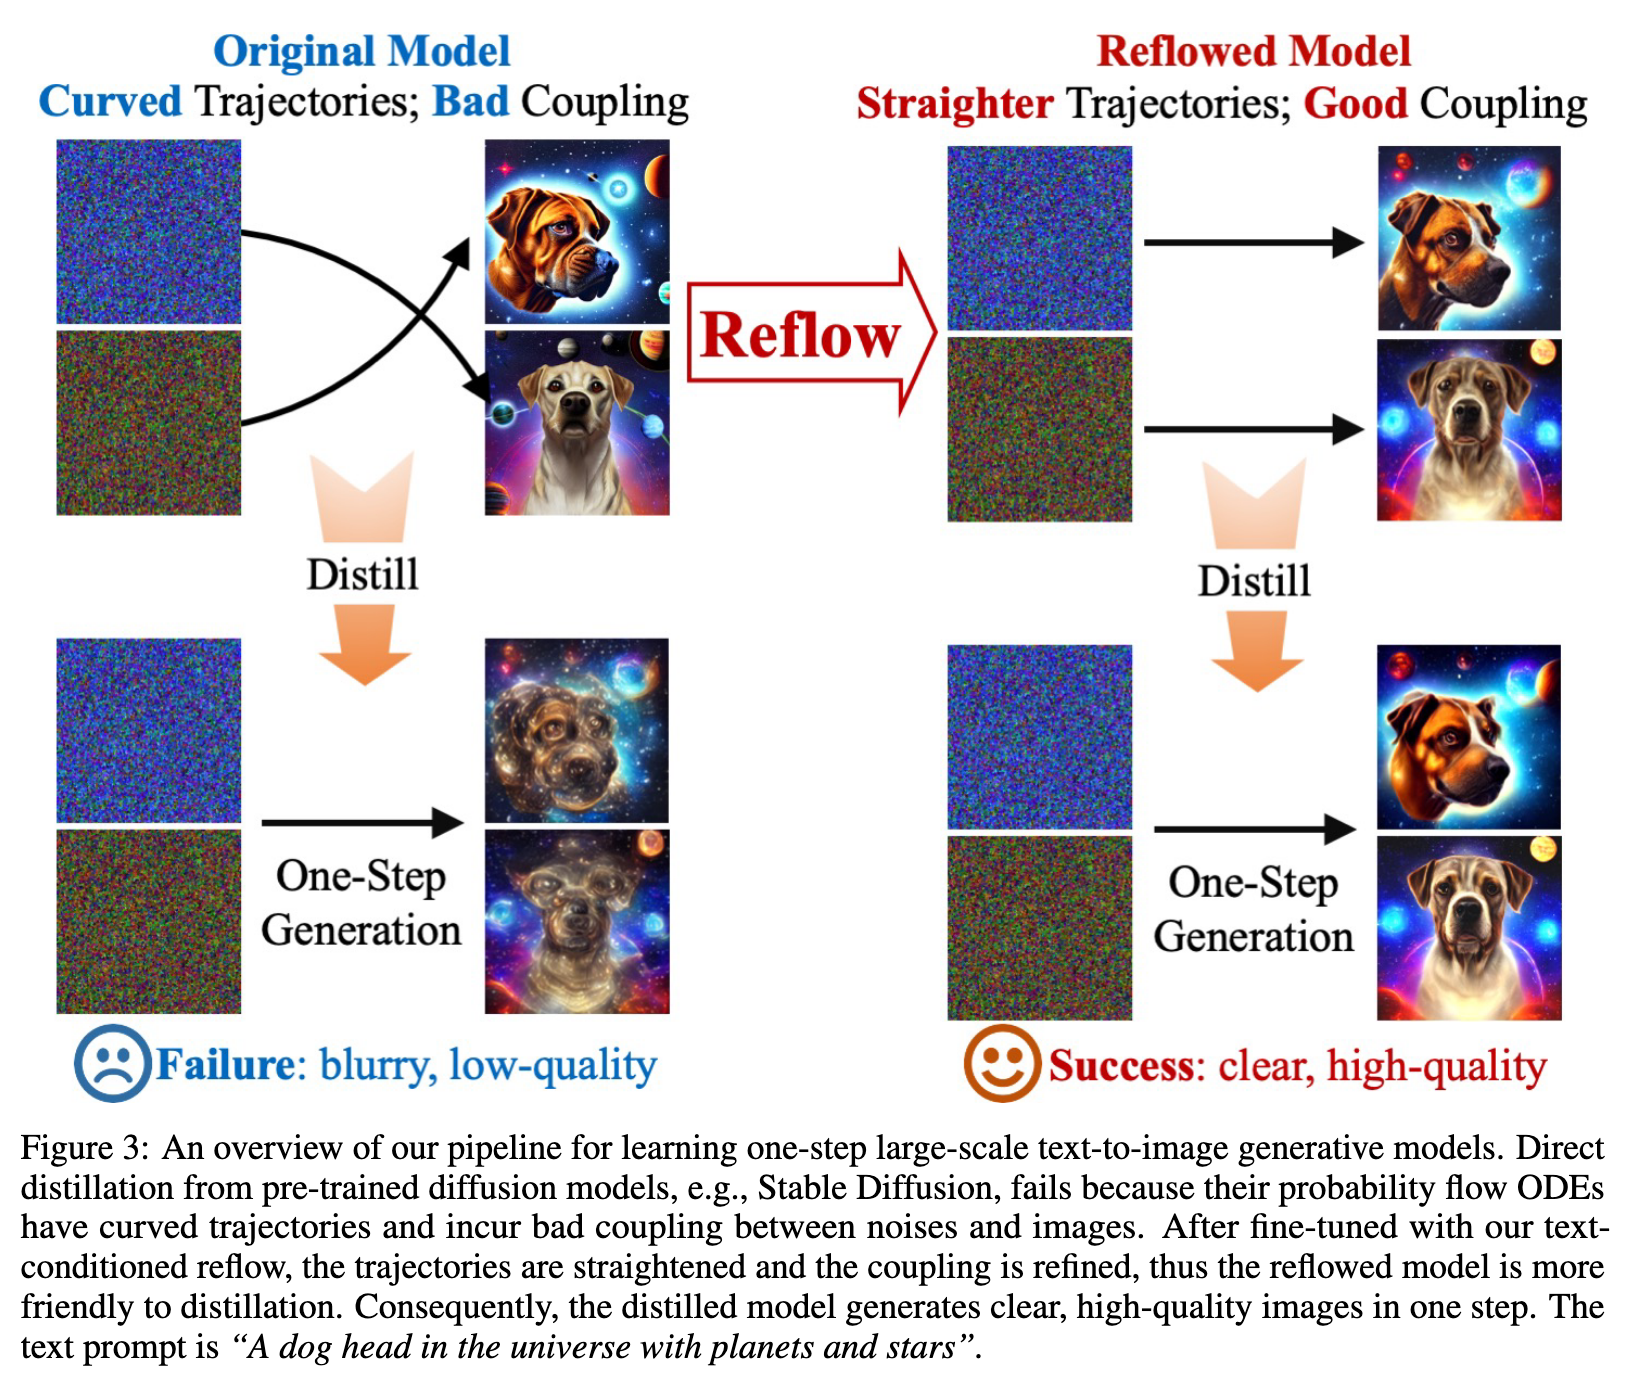 Original Model
Curved Trajectories; Bad Coupling
Reflowed Model
Straighter Trajectories; Good Coupling
Reflow
Distill
Distill
One-Step
Generation
One-Step
Generation
Failure: blurry, low-quality
Success: clear, high-quality
Figure 3: An overview of our pipeline for learning one-step large-scale text-to-image generative models. Direct
distillation from pre-trained diffusion models, e.g., Stable Diffusion, fails because their probability flow ODEs
have curved trajectories and incur bad coupling between noises and images. After fine-tuned with our text-
conditioned reflow, the trajectories are straightened and the coupling is refined, thus the reflowed model is more
friendly to distillation. Consequently, the distilled model generates clear, high-quality images in one step. The
text prompt is “A dog head in the universe with planets and stars”.